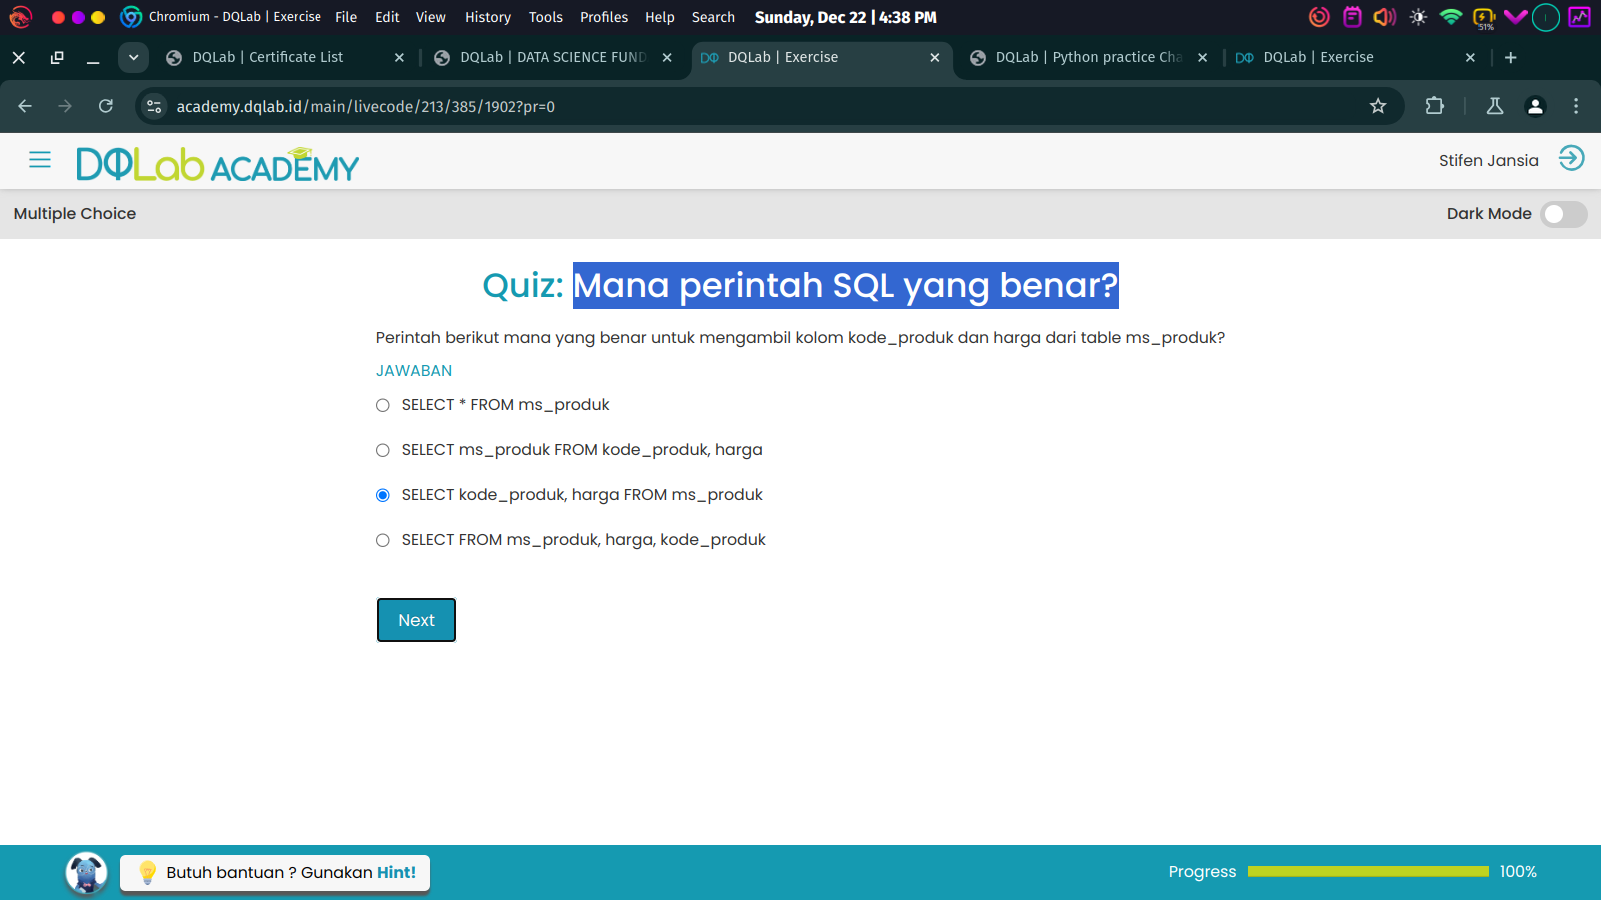 Chromium - DQLab | Exercise File Edit View History Tools Profiles Help Search Sunday, Dec 22 | 4:38 PM 51%
DQLab | Certificate List DQLab | DATA SCIENCE FUND DQLab | Exercise DQLab | Python practice Cha DQLab | Exercise
academy.dqlab.id/main/livecode/213/385/1902?pr=0
DQLab ACADEMY Stifen Jansia
Multiple Choice Dark Mode
Quiz: Mana perintah SQL yang benar?
Perintah berikut mana yang benar untuk mengambil kolom kode_produk dan harga dari table ms_produk?
JAWABAN
SELECT * FROM ms_produk
SELECT ms_produk FROM kode_produk, harga
SELECT kode_produk, harga FROM ms_produk
SELECT FROM ms_produk, harga, kode_produk
Next
Butuh bantuan ? Gunakan Hint! Progress 100%